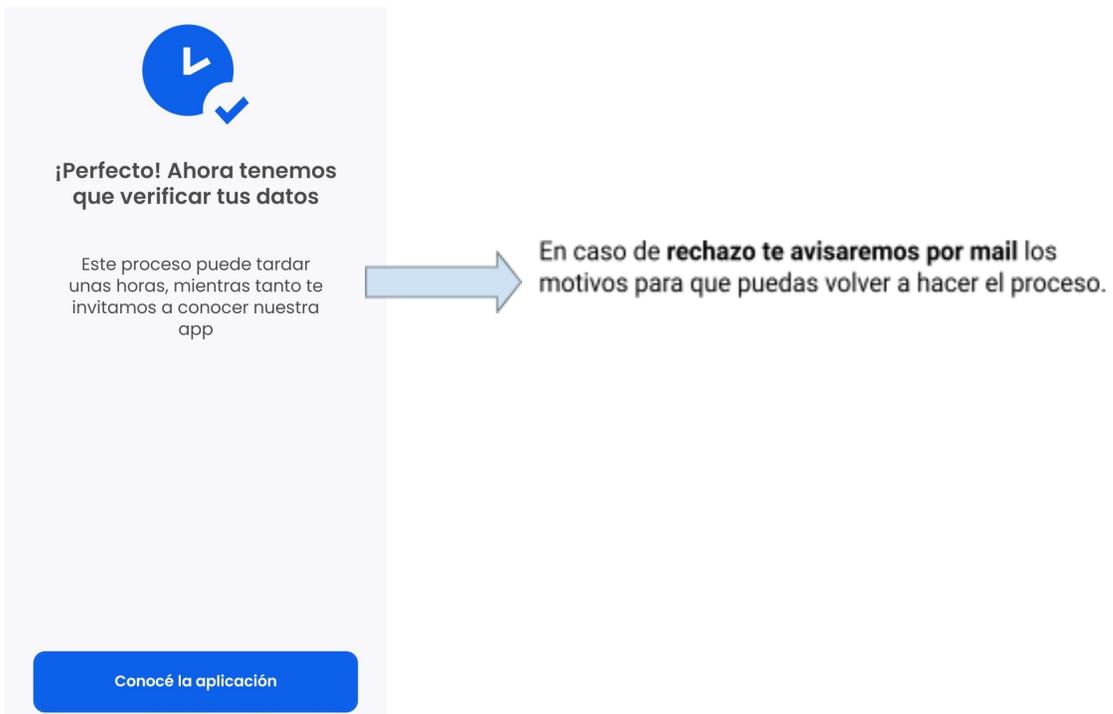 ¡Perfecto! Ahora tenemos
que verificar tus datos
Este proceso puede tardar
unas horas, mientras tanto te
invitamos a conocer nuestra
app
En caso de rechazo te avisaremos por mail los
motivos para que puedas volver a hacer el proceso.
Conocé la aplicación